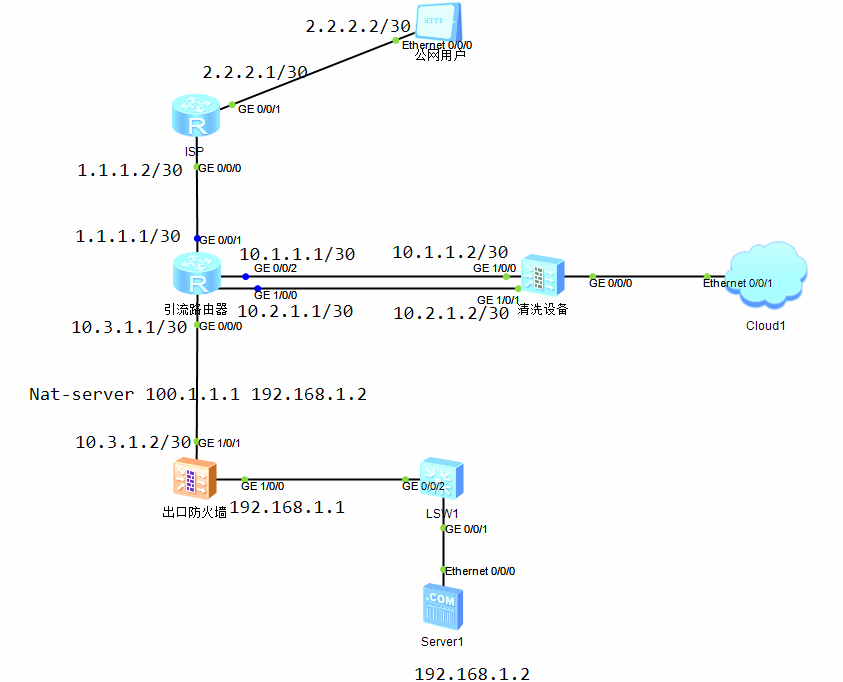 2.2.2.2/30
HTTP
Ethernet 0/0/0
公网用户
2.2.2.1/30
GE 0/0/1
R
ISP
1.1.1.2/30
GE 0/0/0
1.1.1.1/30
GE 0/0/1
10.1.1.1/30
10.1.1.2/30
GE 0/0/2
GE 1/0/0
R
GE 0/0/0
Ethernet 0/0/1
GE 1/0/0
GE 1/0/1
引流路由器
10.2.1.1/30
10.2.1.2/30
清洗设备
10.3.1.1/30
GE 0/0/0
Cloud1
Nat-server 100.1.1.1 192.168.1.2
10.3.1.2/30
GE 1/0/1
GE 1/0/0
GE 0/0/2
出口防火墙
192.168.1.1
LSW1
GE 0/0/1
Ethernet 0/0/0
.COM
Server1
192.168.1.2